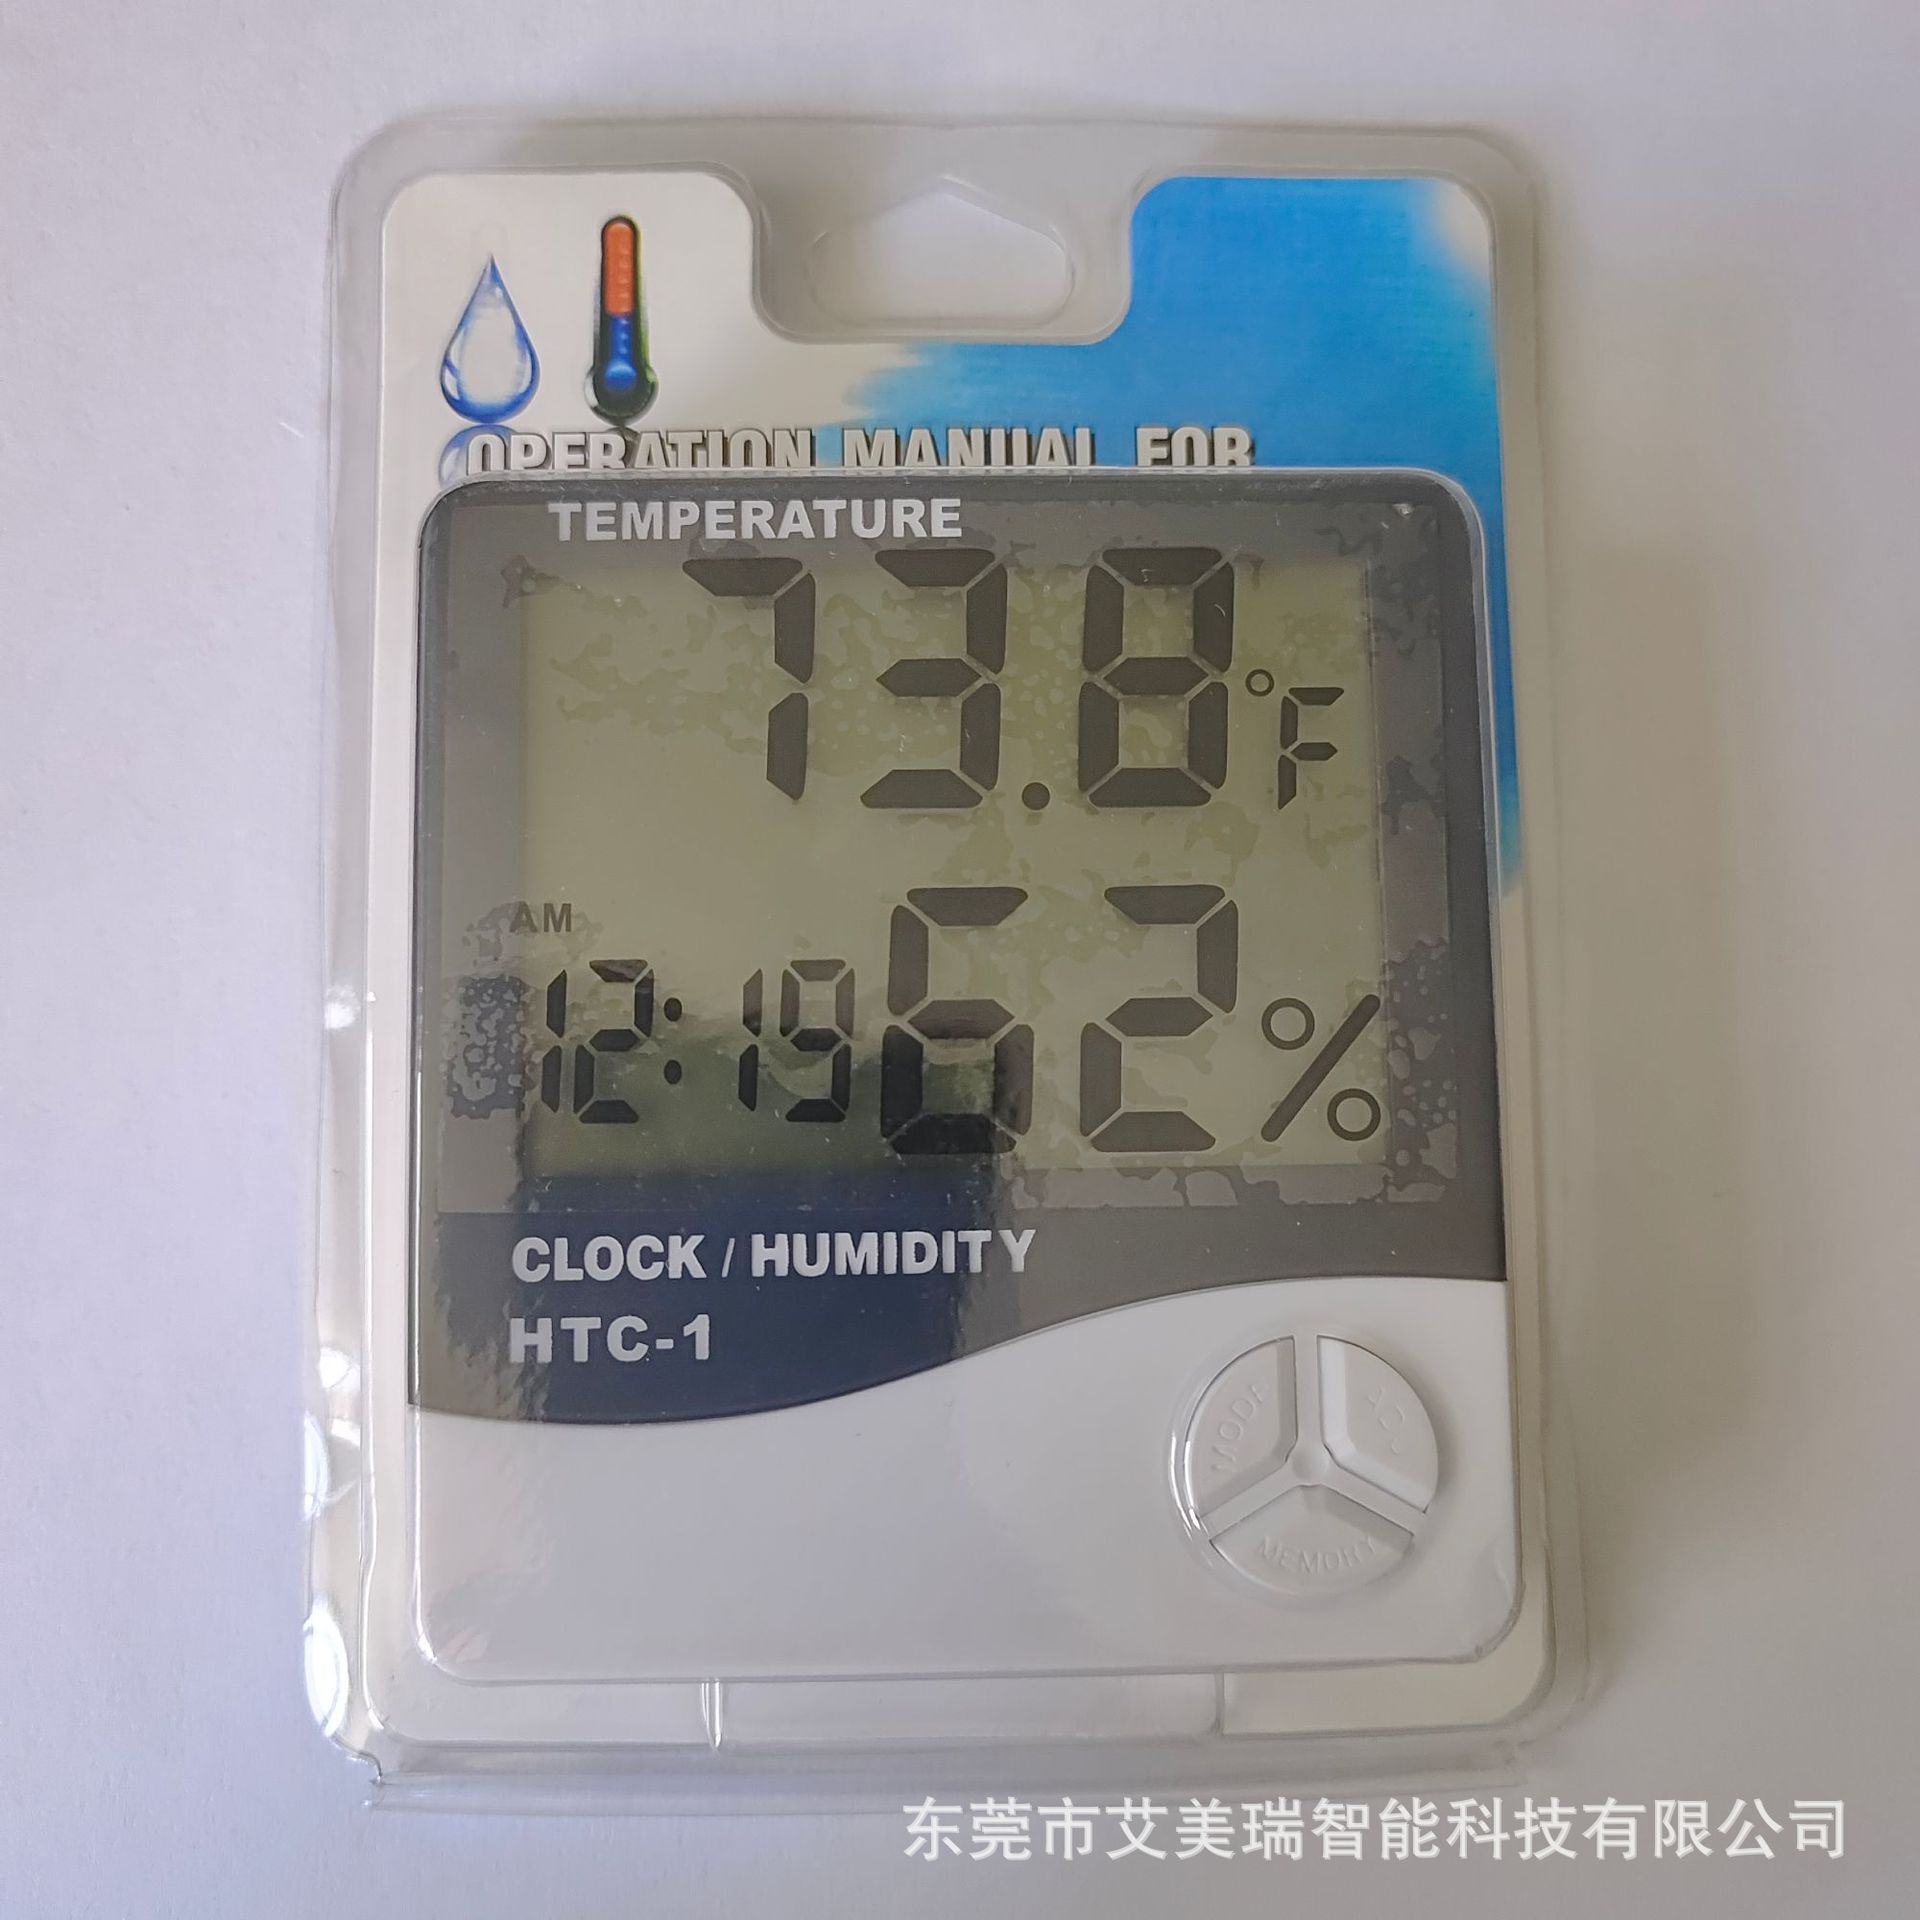 OPERATION MANUAL FOR
TEMPERATURE
73.8°F
AM
12:19 62%
CLOCK / HUMIDITY
HTC-1
MODE
MEMORY
东莞市艾美瑞智能科技有限公司